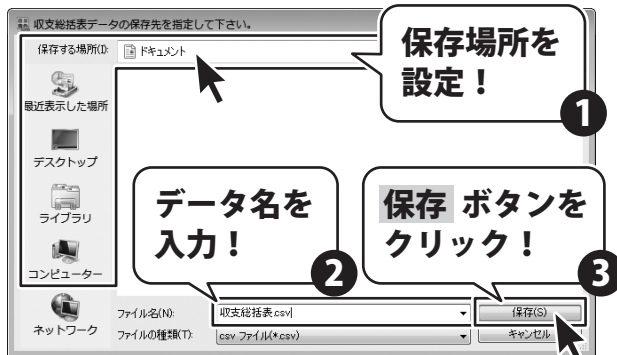 収支総括表データの保存先を指定して下さい。
保存する場所(I):
ドキュメント
保存場所を
設定！
1
最近表示した場所
デスクトップ
ライブラリ
コンピューター
ネットワーク
データ名を
入力！
2
保存 ボタンを
クリック！
3
ファイル名(N):
収支総括表.csv
保存(S)
ファイルの種類(T):
csv ファイル(*.csv)
キャンセル